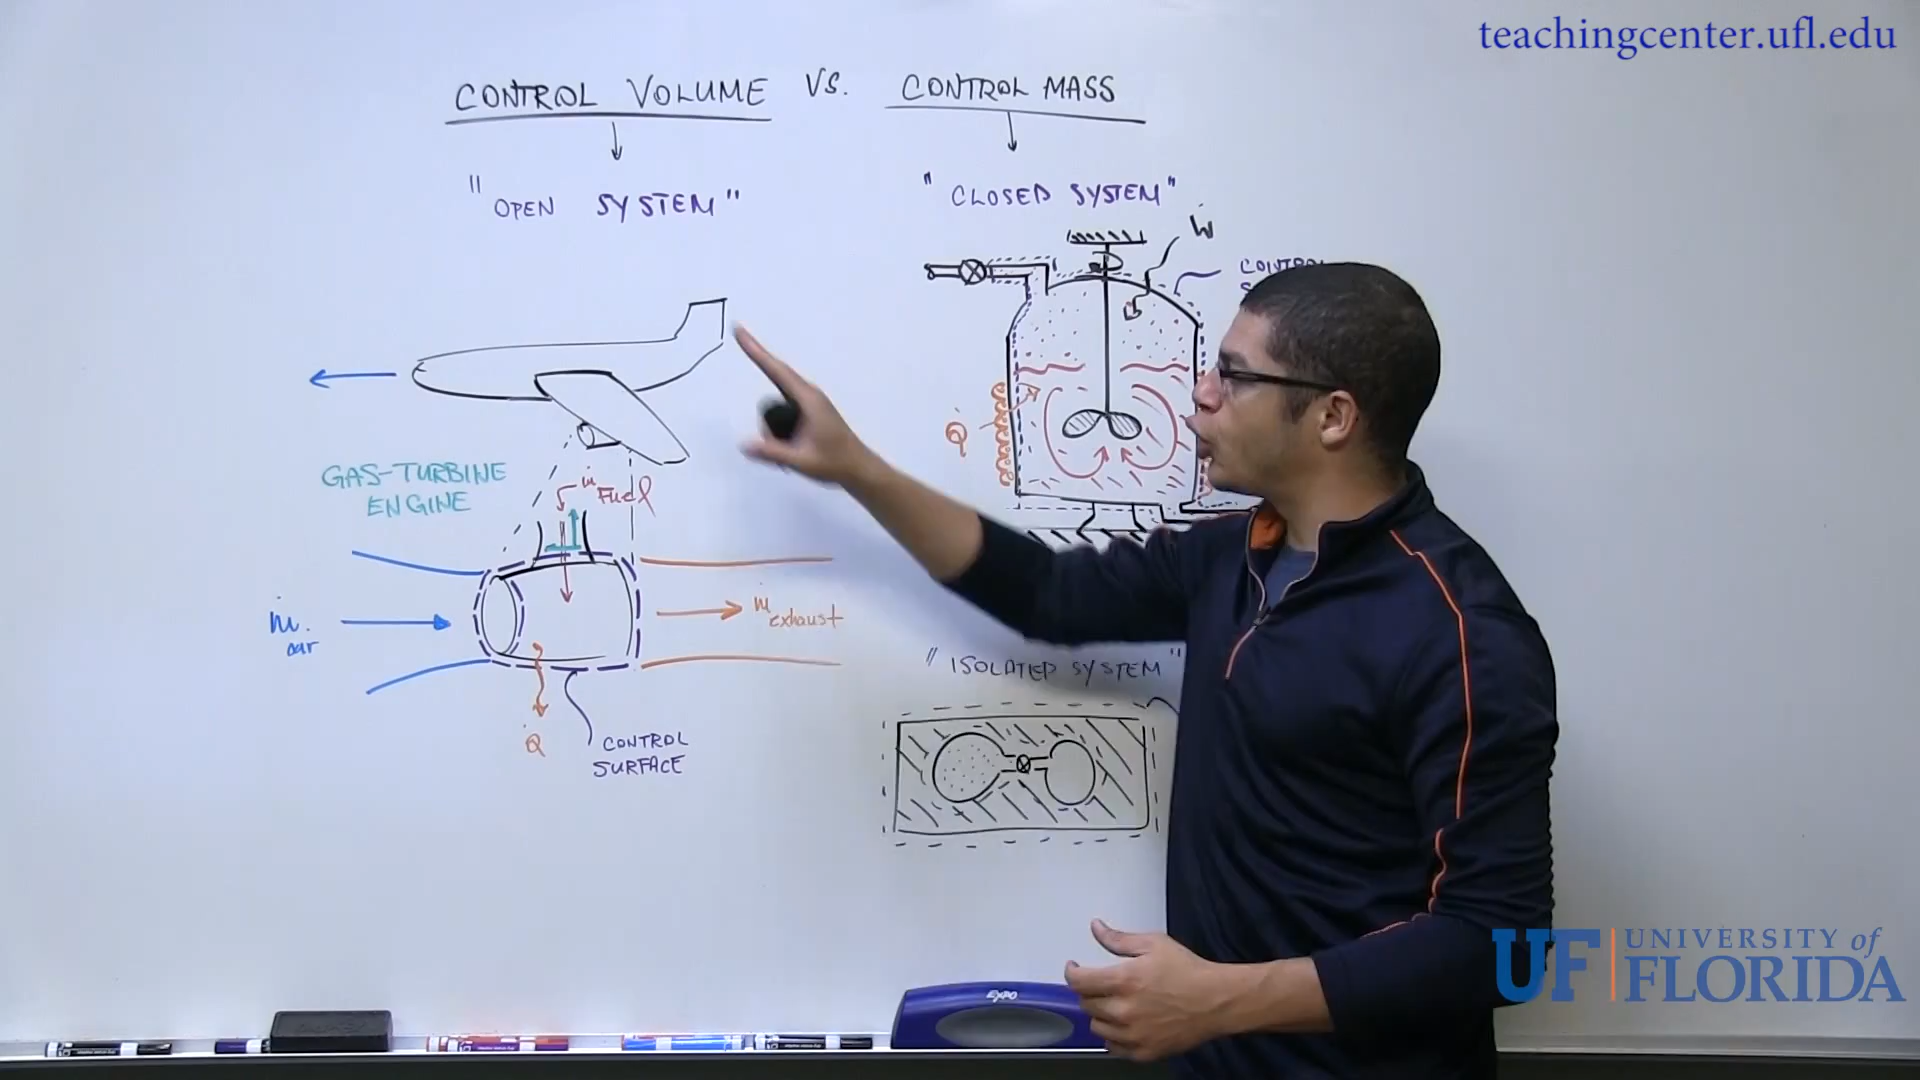 teachingcenter.ufl.edu
CONTROL VOLUME VS. CONTROL MASS
"OPEN SYSTEM"
"CLOSED SYSTEM"
Ẇ
Q̇
GAS-TURBINE
ENGINE
ṁ Fuel
ṁ air
ṁ exhaust
Q̇
CONTROL
SURFACE
"ISOLATED SYSTEM"
EXPO
UF UNIVERSITY of
FLORIDA